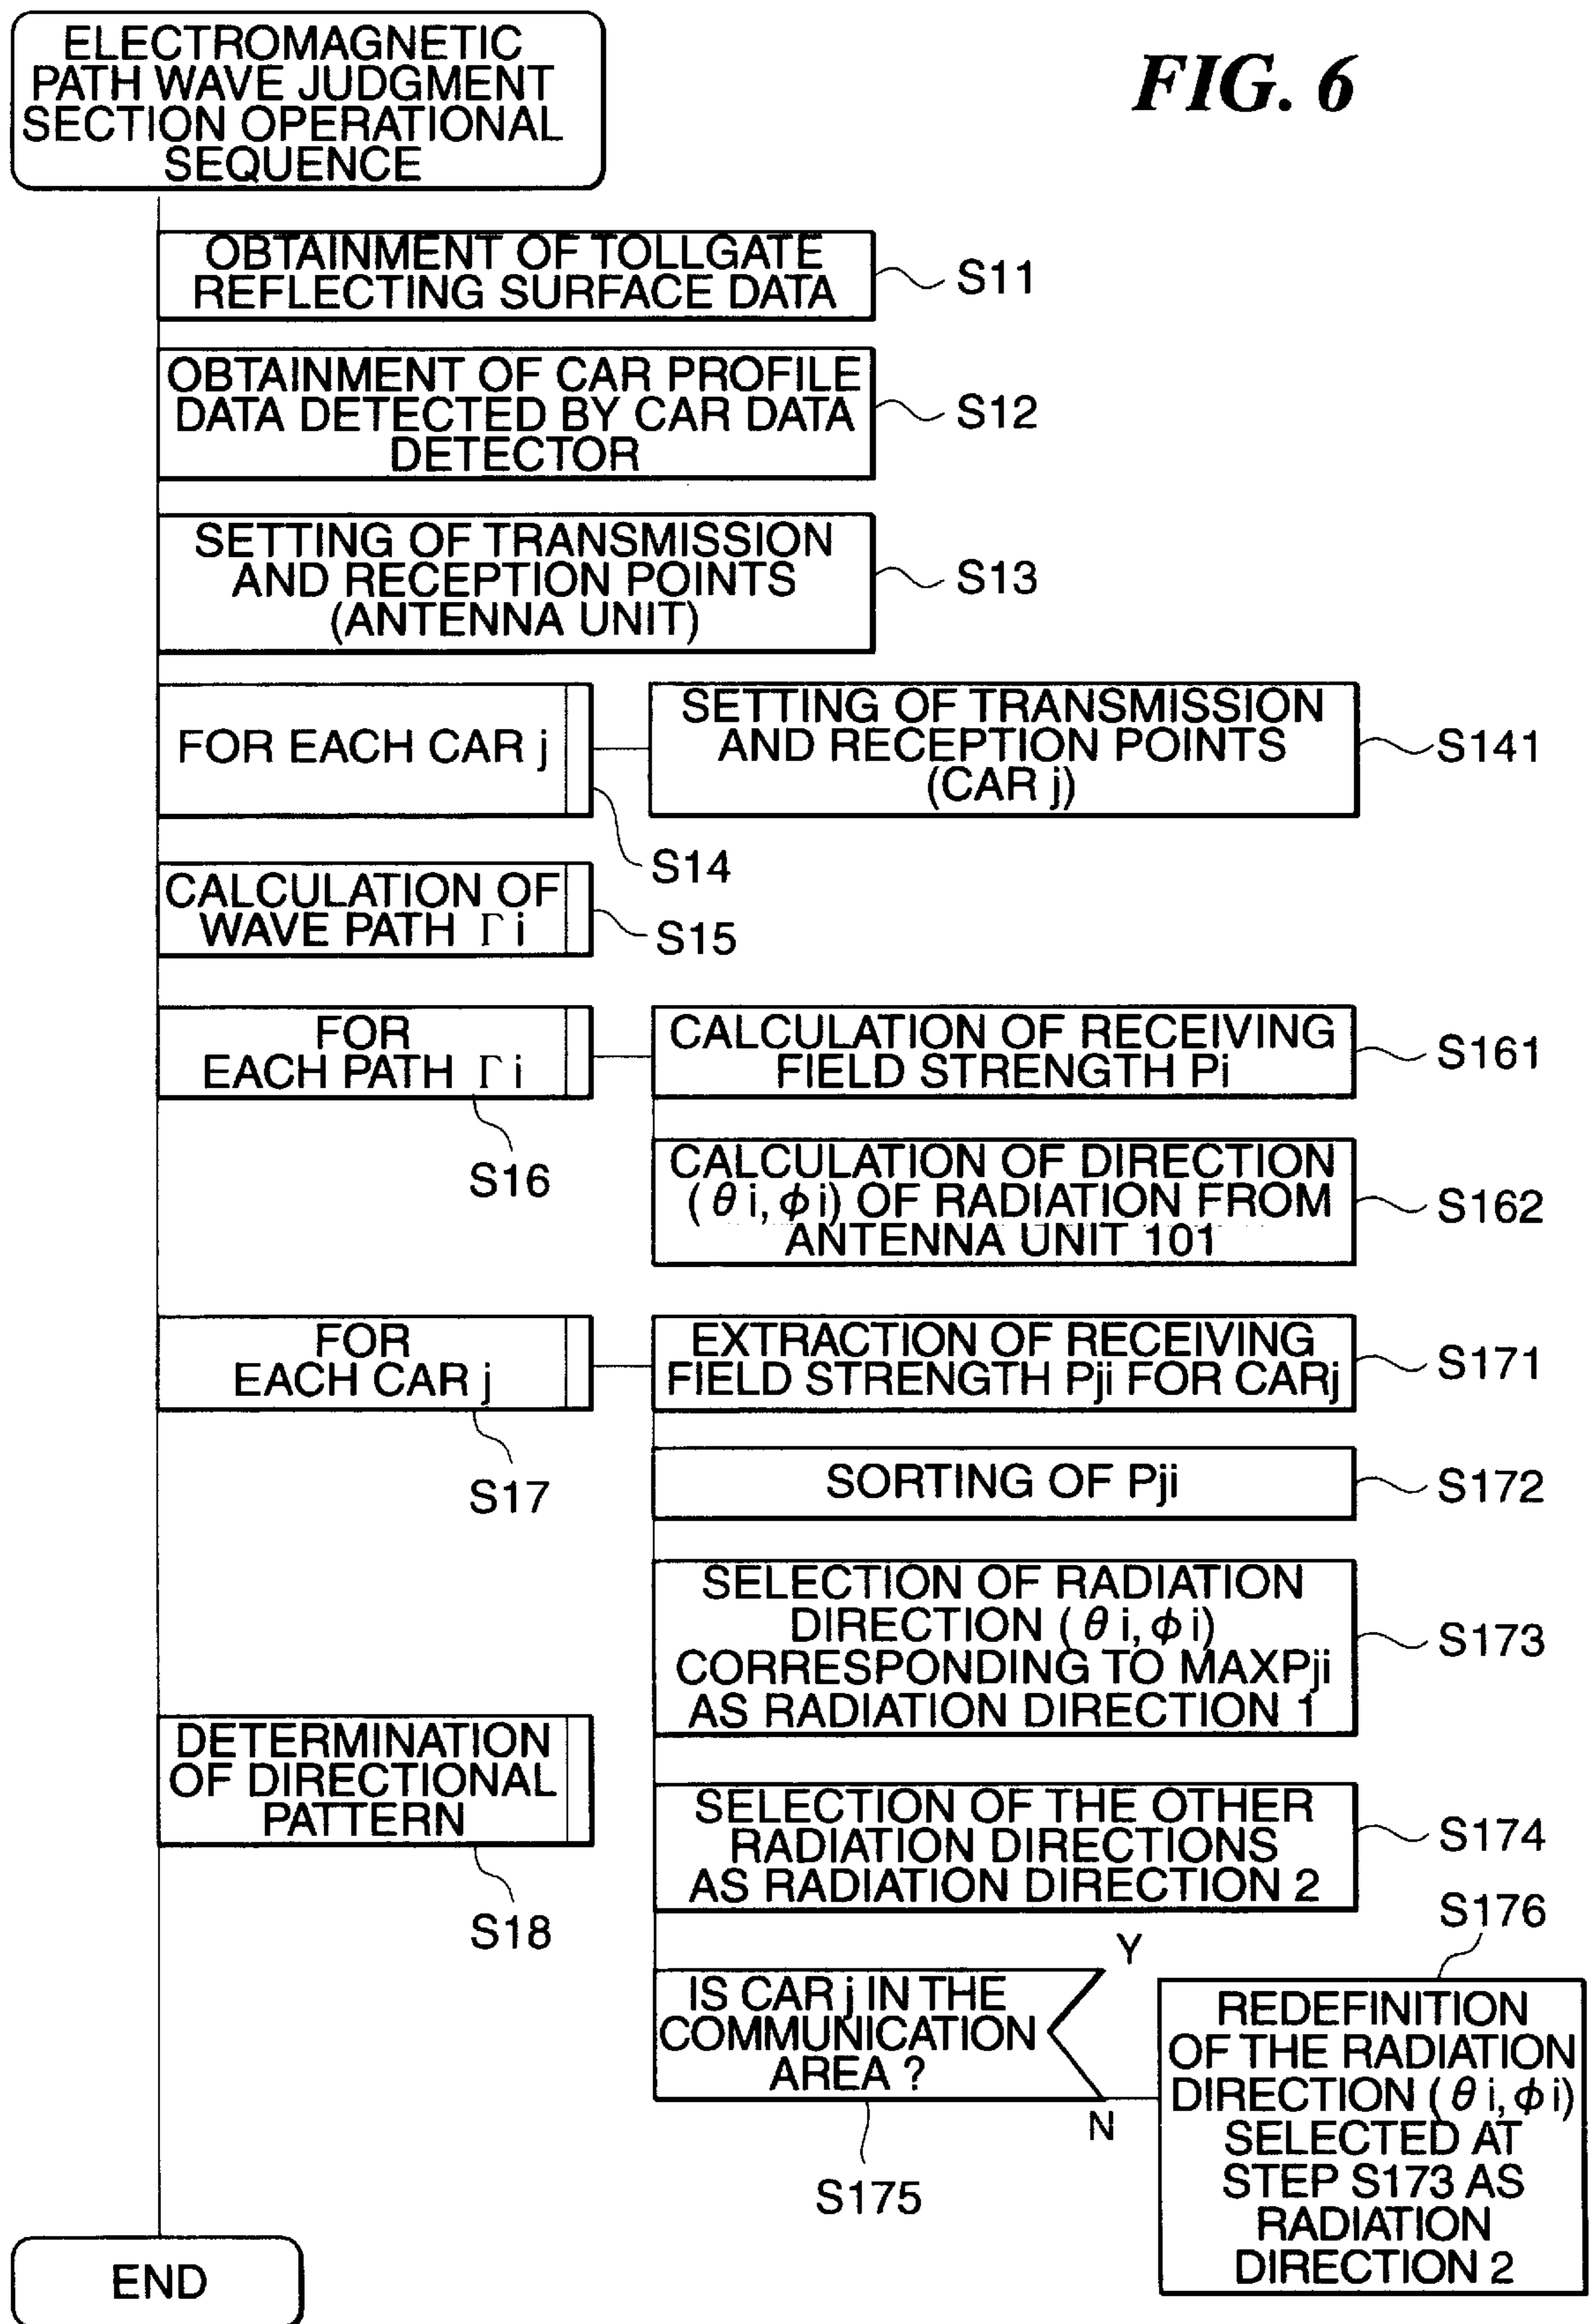 ELECTROMAGNETIC
PATH WAVE JUDGMENT
SECTION OPERATIONAL
SEQUENCE
FIG. 6
OBTAINMENT OF TOLLGATE
REFLECTING SURFACE DATA
S11
OBTAINMENT OF CAR PROFILE
DATA DETECTED BY CAR DATA
DETECTOR
S12
SETTING OF TRANSMISSION
AND RECEPTION POINTS
(ANTENNA UNIT)
S13
FOR EACH CAR j
S14
SETTING OF TRANSMISSION
AND RECEPTION POINTS
(CAR j)
S141
CALCULATION OF
WAVE PATH Γi
S15
FOR
EACH PATH Γi
S16
CALCULATION OF RECEIVING
FIELD STRENGTH Pi
S161
CALCULATION OF DIRECTION
(θi,ϕi) OF RADIATION FROM
ANTENNA UNIT 101
S162
FOR
EACH CAR j
S17
EXTRACTION OF RECEIVING
FIELD STRENGTH Pji FOR CARj
S171
SORTING OF Pji
S172
SELECTION OF RADIATION
DIRECTION (θi,ϕi)
CORRESPONDING TO MAXPji
AS RADIATION DIRECTION 1
S173
DETERMINATION
OF DIRECTIONAL
PATTERN
S18
SELECTION OF THE OTHER
RADIATION DIRECTIONS
AS RADIATION DIRECTION 2
S174
IS CAR j IN THE
COMMUNICATION
AREA ?
Y
N
S175
S176
REDEFINITION
OF THE RADIATION
DIRECTION (θi,ϕi)
SELECTED AT
STEP S173 AS
RADIATION
DIRECTION 2
END